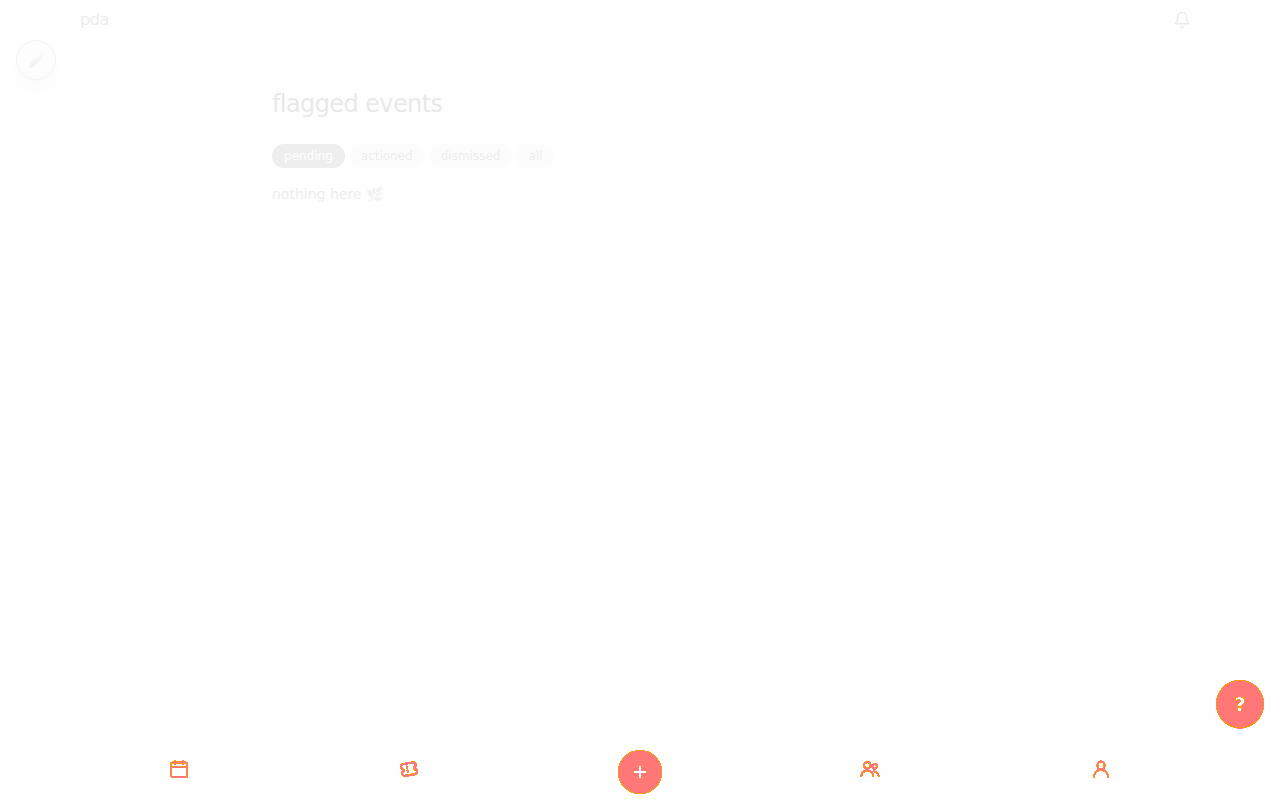 pda
flagged events
pending actioned dismissed all
nothing here 🌿
?
+